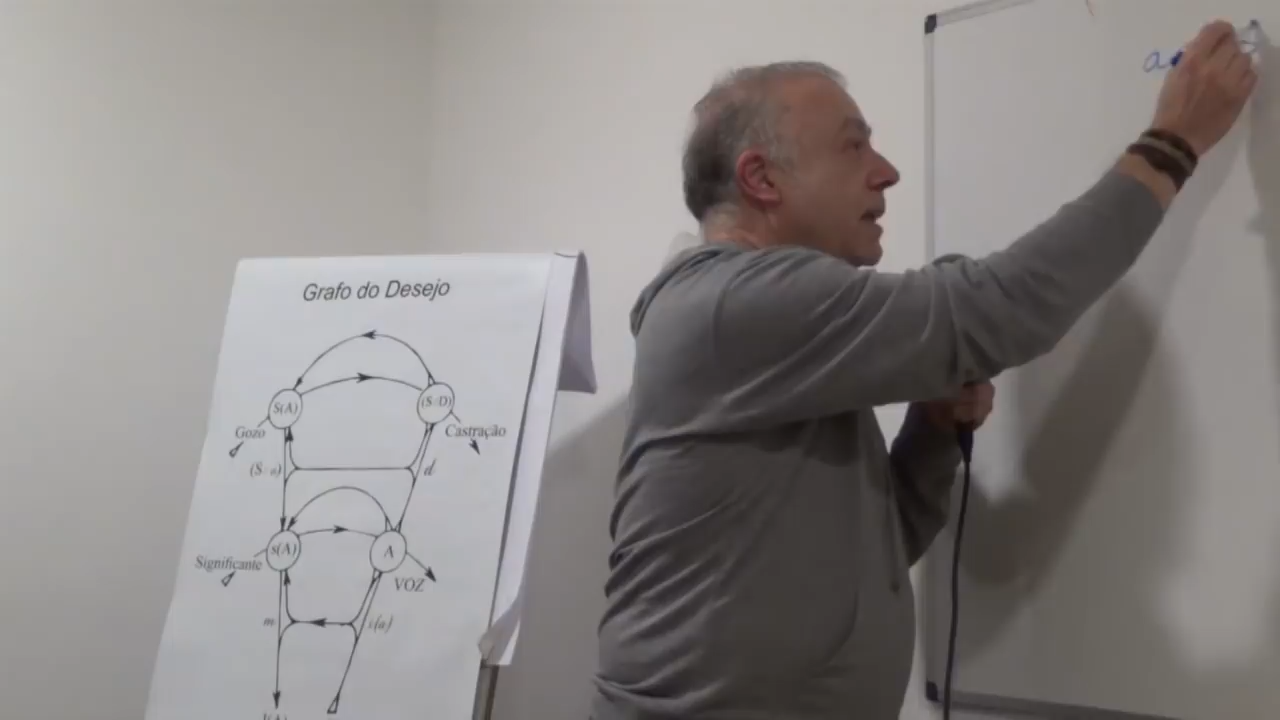 Grafo do Desejo
S(A)
(S◊D)
Gozo
Castração
(S◊a)
d
s(A)
A
Significante
VOZ
m
i(a)
I(A)
a